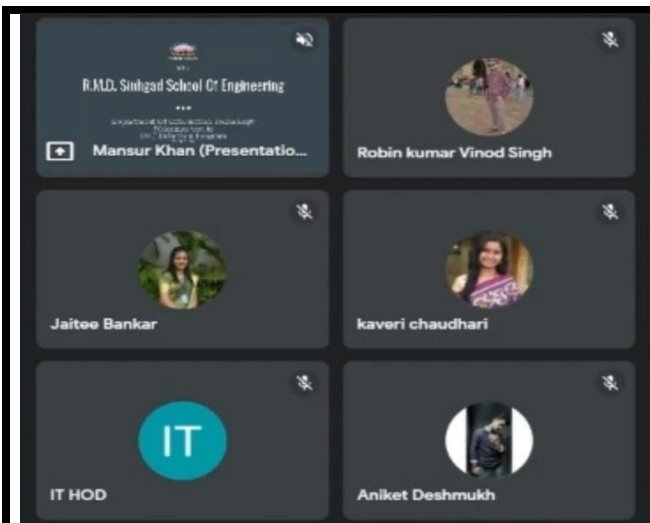 R.M.D. Sinhgad School Of Engineering
Mansur Khan (Presentatio...
Robin kumar Vinod Singh
Jaitee Bankar
kaveri chaudhari
IT
IT HOD
Aniket Deshmukh